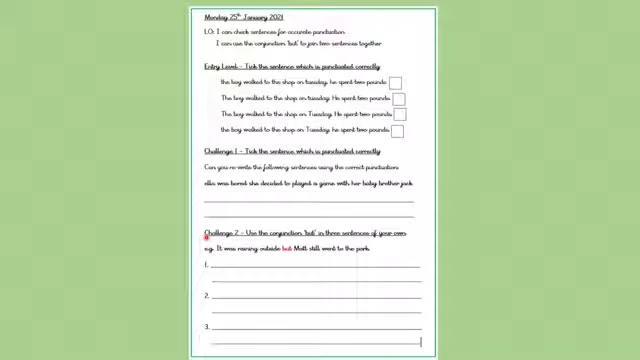 Monday 25th January 2021
LO: I can check sentences for accurate punctuation
I can use the conjunction 'but' to join two sentences together
Entry Level – Tick the sentence which is punctuated correctly
the boy walked to the shop on tuesday. he spent two pounds.
The boy walked to the shop on tuesday. He spent two pounds.
The boy walked to the shop on Tuesday. He spent two pounds.
the boy walked to the shop on Tuesday. he spent two pounds.
Challenge 1 – Tick the sentence which is punctuated correctly
Can you re-write the following sentences using the correct punctuation:
ella was bored she decided to played a game with her baby brother jack
Challenge 2 – Use the conjunction 'but' in three sentences of your own.
e.g. It was raining outside but Matt still went to the park.
1.
2.
3.